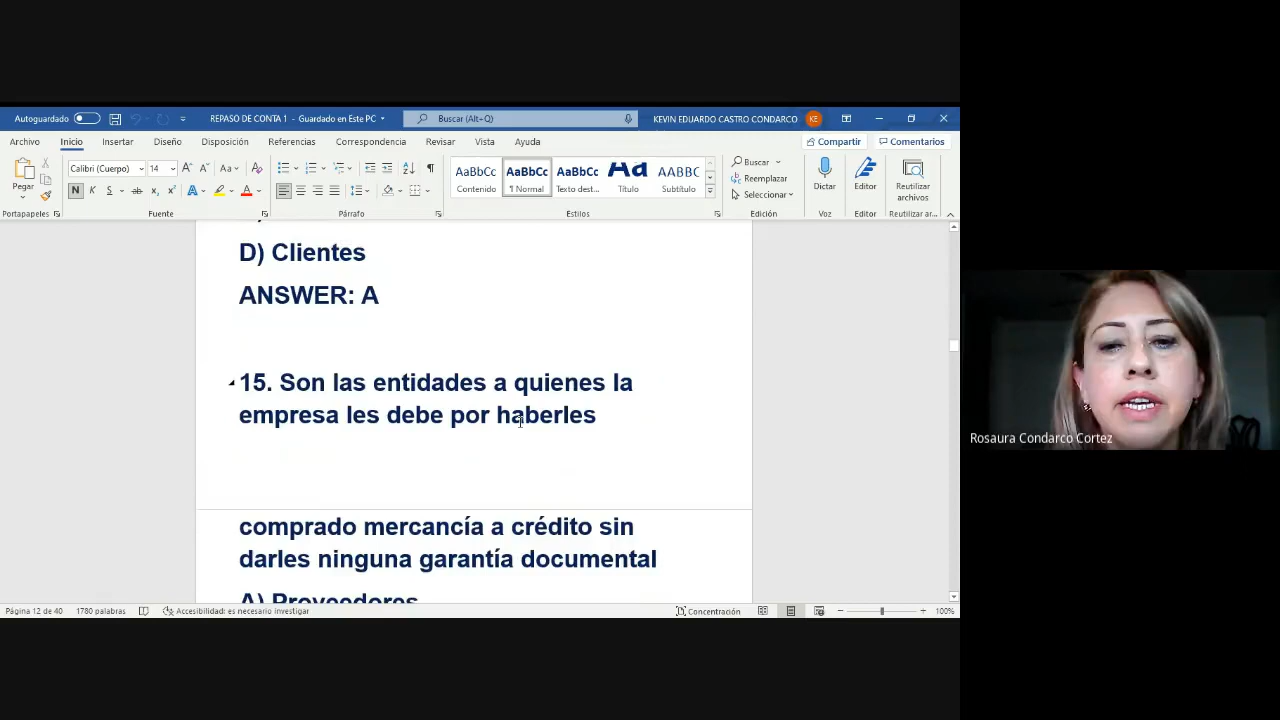 Autoguardado
REPASO DE CONTA 1 - Guardado en Este PC
Buscar (Alt+Q)
KEVIN EDUARDO CASTRO CONDARCO
KE
Archivo Inicio Insertar Diseño Disposición Referencias Correspondencia Revisar Vista Ayuda
Compartir Comentarios
Pegar
Calibri (Cuerpo) 14
AaBbCc AaBbCc AaBbCc Aa AABBC
Contenido ¶ Normal Texto dest... Título Subtítulo
Buscar
Reemplazar
Seleccionar
Dictar
Editor
Reutilizar archivos
Portapapeles Fuente Párrafo Estilos Edición Voz Editor Reutilizar ar...
D) Clientes
ANSWER: A
15. Son las entidades a quienes la
empresa les debe por haberles
comprado mercancía a crédito sin
darles ninguna garantía documental
A) Proveedores
Página 12 de 40 1780 palabras Accesibilidad: es necesario investigar Concentración 100%
Rosaura Condarco Cortez